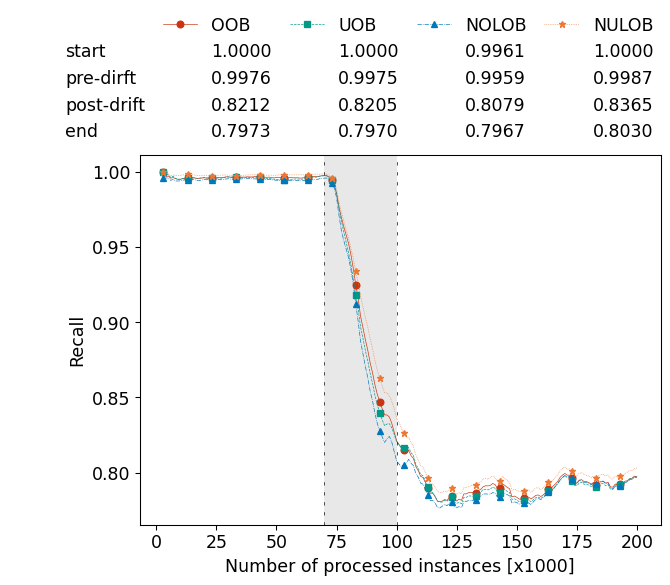 OOB UOB NOLOB NULOB
start 1.0000 1.0000 0.9961 1.0000
pre-dirft 0.9976 0.9975 0.9959 0.9987
post-drift 0.8212 0.8205 0.8079 0.8365
end 0.7973 0.7970 0.7967 0.8030
1.00
0.95
0.90
0.85
0.80
Recall
0 25 50 75 100 125 150 175 200
Number of processed instances [x1000]